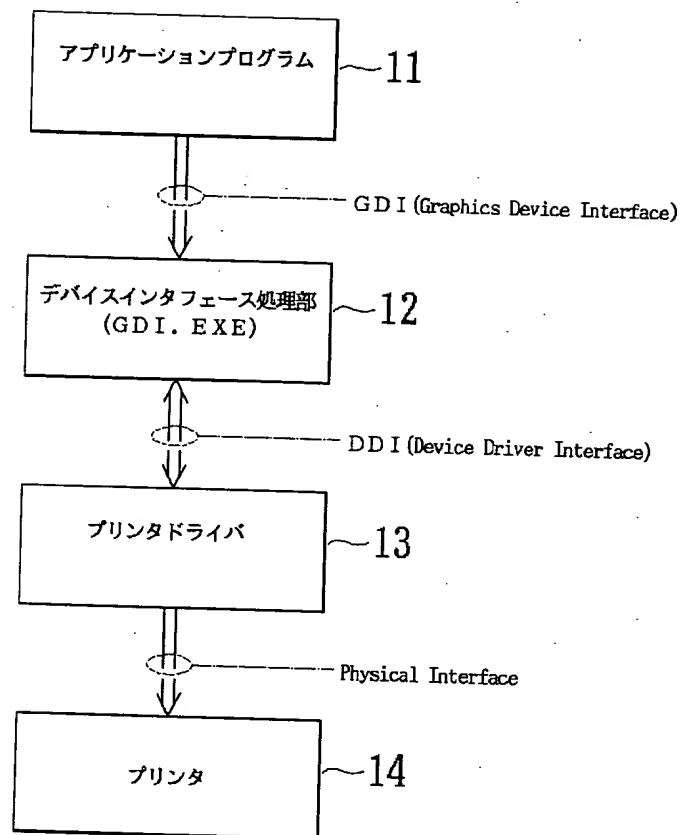 アプリケーションプログラム
11
GDI(Graphics Device Interface)
デバイスインタフェース処理部
(GDI.EXE)
12
DDI(Device Driver Interface)
プリンタドライバ
13
Physical Interface
プリンタ
14